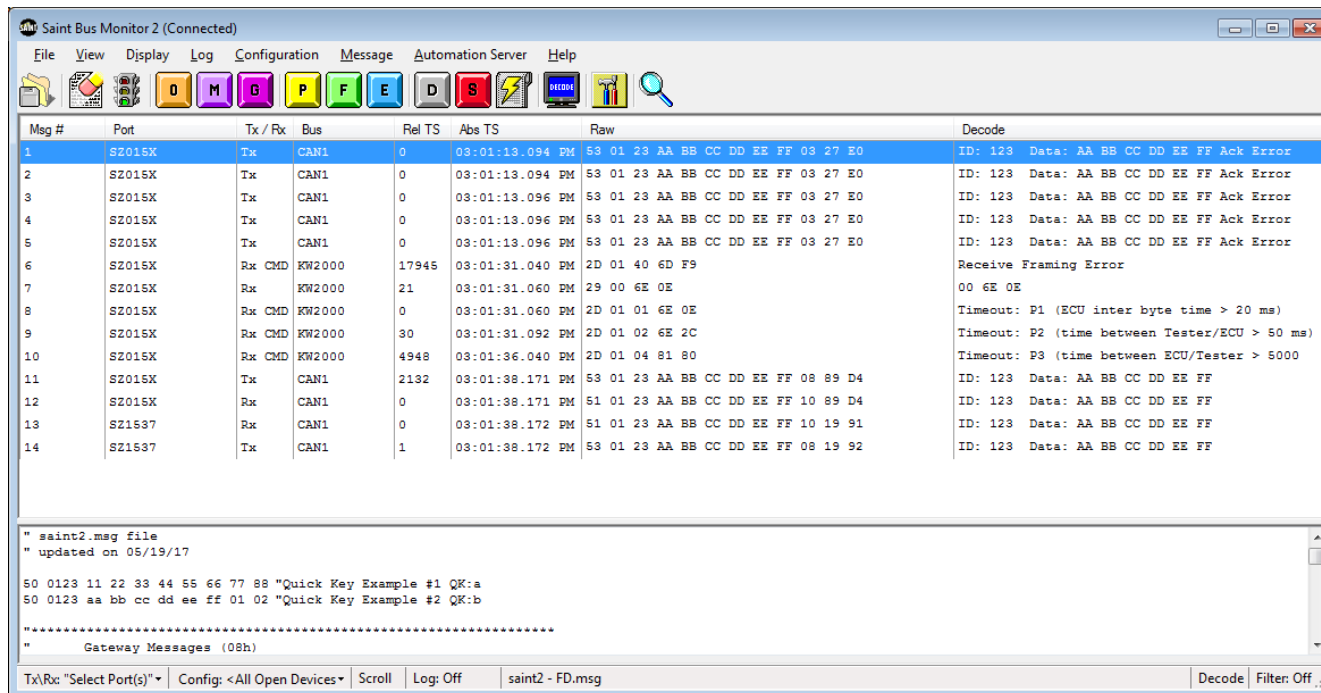 Saint Bus Monitor 2 (Connected)
File View Display Log Configuration Message Automation Server Help
O M G P F E D S DECODE
Msg # Port Tx / Rx Bus Rel TS Abs TS Raw Decode
1 SZ015X Tx CAN1 0 03:01:13.094 PM 53 01 23 AA BB CC DD EE FF 03 27 E0 ID: 123 Data: AA BB CC DD EE FF Ack Error
2 SZ015X Tx CAN1 0 03:01:13.094 PM 53 01 23 AA BB CC DD EE FF 03 27 E0 ID: 123 Data: AA BB CC DD EE FF Ack Error
3 SZ015X Tx CAN1 0 03:01:13.096 PM 53 01 23 AA BB CC DD EE FF 03 27 E0 ID: 123 Data: AA BB CC DD EE FF Ack Error
4 SZ015X Tx CAN1 0 03:01:13.096 PM 53 01 23 AA BB CC DD EE FF 03 27 E0 ID: 123 Data: AA BB CC DD EE FF Ack Error
5 SZ015X Tx CAN1 0 03:01:13.096 PM 53 01 23 AA BB CC DD EE FF 03 27 E0 ID: 123 Data: AA BB CC DD EE FF Ack Error
6 SZ015X Rx CMD KW2000 17945 03:01:31.040 PM 2D 01 40 6D F9 Receive Framing Error
7 SZ015X Rx KW2000 21 03:01:31.060 PM 29 00 6E 0E 00 6E 0E
8 SZ015X Rx CMD KW2000 0 03:01:31.060 PM 2D 01 01 6E 0E Timeout: P1 (ECU inter byte time > 20 ms)
9 SZ015X Rx CMD KW2000 30 03:01:31.092 PM 2D 01 02 6E 2C Timeout: P2 (time between Tester/ECU > 50 ms)
10 SZ015X Rx CMD KW2000 4948 03:01:36.040 PM 2D 01 04 81 80 Timeout: P3 (time between ECU/Tester > 5000
11 SZ015X Tx CAN1 2132 03:01:38.171 PM 53 01 23 AA BB CC DD EE FF 08 89 D4 ID: 123 Data: AA BB CC DD EE FF
12 SZ015X Rx CAN1 0 03:01:38.171 PM 51 01 23 AA BB CC DD EE FF 10 89 D4 ID: 123 Data: AA BB CC DD EE FF
13 SZ1537 Rx CAN1 0 03:01:38.172 PM 51 01 23 AA BB CC DD EE FF 10 19 91 ID: 123 Data: AA BB CC DD EE FF
14 SZ1537 Tx CAN1 1 03:01:38.172 PM 53 01 23 AA BB CC DD EE FF 08 19 92 ID: 123 Data: AA BB CC DD EE FF
" saint2.msg file
" updated on 05/19/17
50 0123 11 22 33 44 55 66 77 88 "Quick Key Example #1 QK:a
50 0123 aa bb cc dd ee ff 01 02 "Quick Key Example #2 QK:b
"******************************************************************
" Gateway Messages (08h)
Tx\Rx: "Select Port(s)" Config: <All Open Devices Scroll Log: Off saint2 - FD.msg Decode Filter: Off